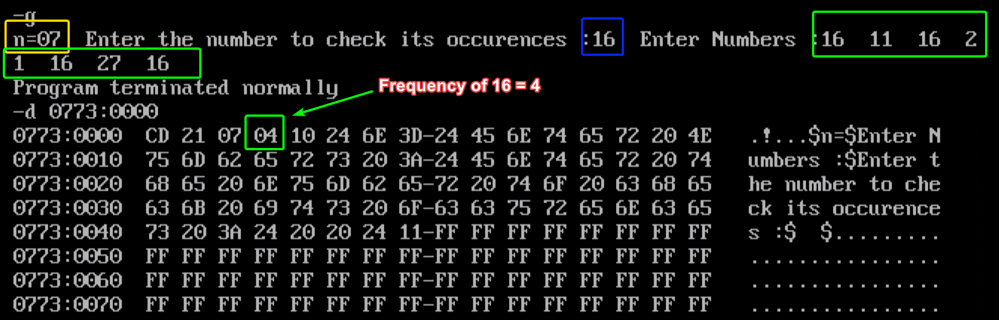 -g
n=07  Enter the number to check its occurences :16  Enter Numbers :16  11  16  2
1  16  27  16
Program terminated normally
Frequency of 16 = 4
-d 0773:0000
0773:0000  CD 21 07 04 10 24 6E 3D-24 45 6E 74 65 72 20 4E   .!...$n=$Enter N
0773:0010  75 6D 62 65 72 73 20 3A-24 45 6E 74 65 72 20 74   umbers :$Enter t
0773:0020  68 65 20 6E 75 6D 62 65-72 20 74 6F 20 63 68 65   he number to che
0773:0030  63 6B 20 69 74 73 20 6F-63 63 75 72 65 6E 63 65   ck its occurence
0773:0040  73 20 3A 24 20 20 24 11-FF FF FF FF FF FF FF FF   s :$  $.........
0773:0050  FF FF FF FF FF FF FF FF-FF FF FF FF FF FF FF FF   ................
0773:0060  FF FF FF FF FF FF FF FF-FF FF FF FF FF FF FF FF   ................
0773:0070  FF FF FF FF FF FF FF FF-FF FF FF FF FF FF FF FF   ................